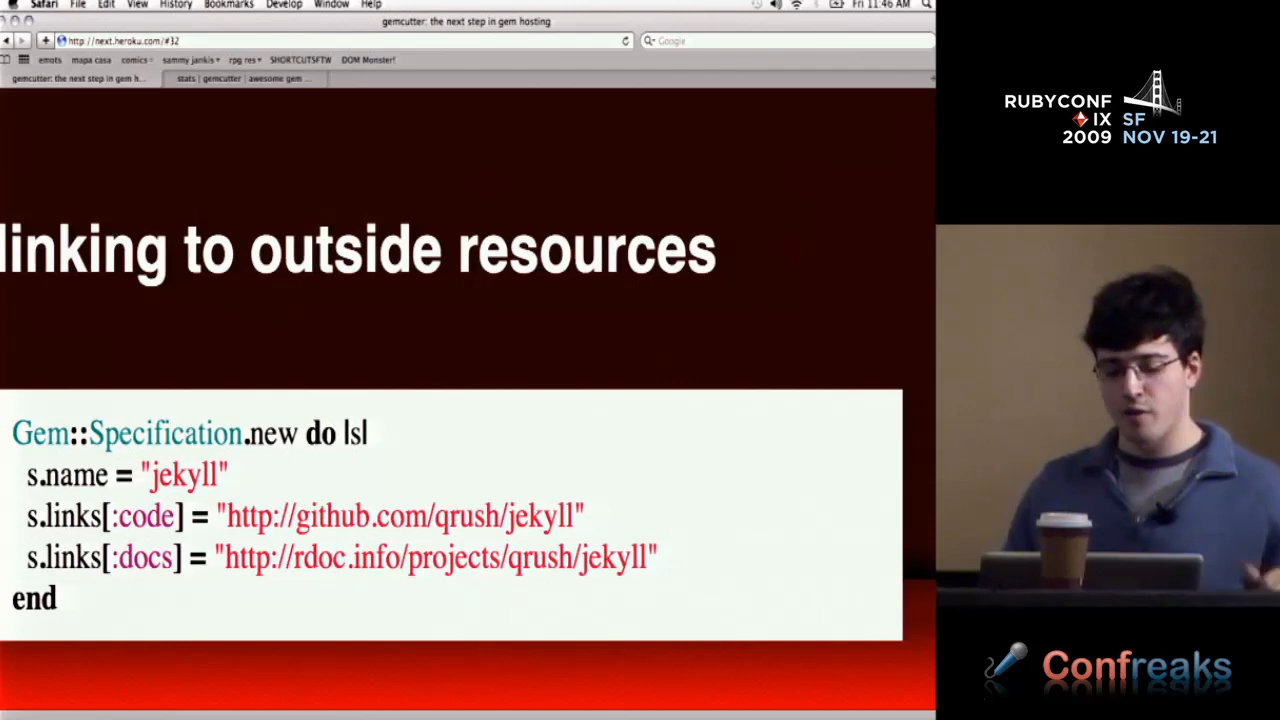 Safari File Edit View History Bookmarks Develop Window Help Fri 11:46 AM
gemcutter: the next step in gem hosting
http://next.heroku.com/#32 Google
emots mapa casa comics sammy jankis rpg res SHORTCUTSFTW DOM Monster!
gemcutter: the next step in gem h... stats | gemcutter | awesome gem ...
linking to outside resources
Gem::Specification.new do |s|
s.name = "jekyll"
s.links[:code] = "http://github.com/qrush/jekyll"
s.links[:docs] = "http://rdoc.info/projects/qrush/jekyll"
end
RUBYCONF
IX SF
2009 NOV 19-21
Confreaks